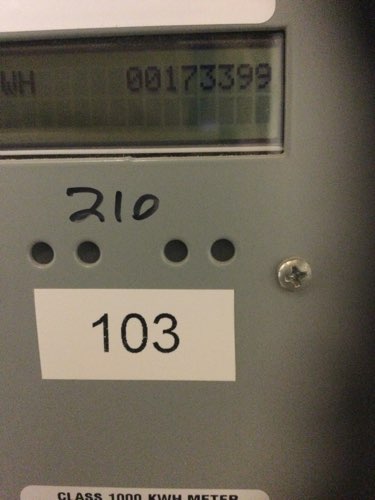 WH 00173399
210
103
CLASS 1000 KWH METER